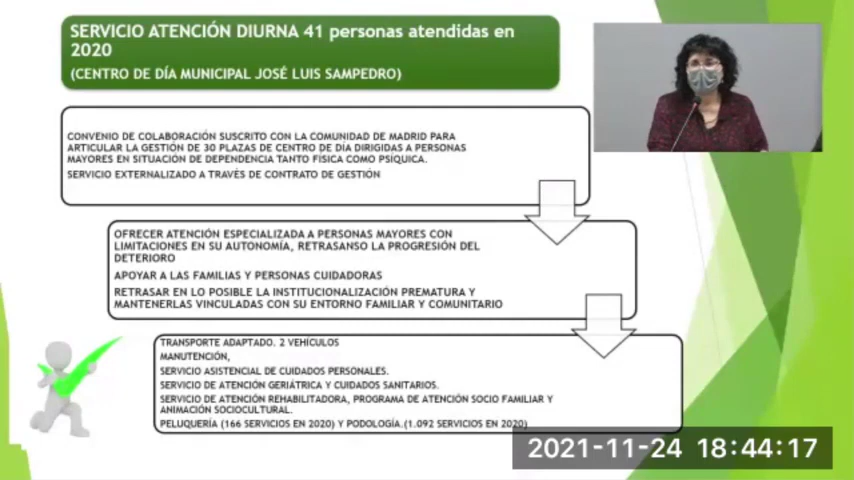 SERVICIO ATENCIÓN DIURNA 41 personas atendidas en
2020
(CENTRO DE DÍA MUNICIPAL JOSÉ LUIS SAMPEDRO)
CONVENIO DE COLABORACIÓN SUSCRITO CON LA COMUNIDAD DE MADRID PARA
ARTICULAR LA GESTIÓN DE 30 PLAZAS DE CENTRO DE DÍA DIRIGIDAS A PERSONAS
MAYORES EN SITUACIÓN DE DEPENDENCIA TANTO FISICA COMO PSÍQUICA.
SERVICIO EXTERNALIZADO A TRAVÉS DE CONTRATO DE GESTIÓN
OFRECER ATENCIÓN ESPECIALIZADA A PERSONAS MAYORES CON
LIMITACIONES EN SU AUTONOMÍA, RETRASANSO LA PROGRESIÓN DEL
DETERIORO
APOYAR A LAS FAMILIAS Y PERSONAS CUIDADORAS
RETRASAR EN LO POSIBLE LA INSTITUCIONALIZACIÓN PREMATURA Y
MANTENERLAS VINCULADAS CON SU ENTORNO FAMILIAR Y COMUNITARIO
TRANSPORTE ADAPTADO. 2 VEHÍCULOS
MANUTENCIÓN,
SERVICIO ASISTENCIAL DE CUIDADOS PERSONALES.
SERVICIO DE ATENCIÓN GERIÁTRICA Y CUIDADOS SANITARIOS.
SERVICIO DE ATENCIÓN REHABILITADORA, PROGRAMA DE ATENCIÓN SOCIO FAMILIAR Y
ANIMACIÓN SOCIOCULTURAL.
PELUQUERÍA (166 SERVICIOS EN 2020) Y PODOLOGÍA.(1.092 SERVICIOS EN 2020)
2021-11-24 18:44:17